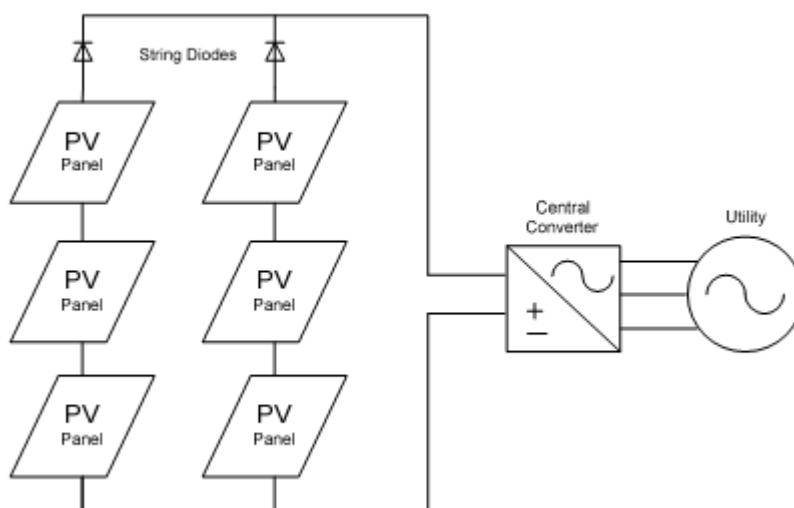 String Diodes
PV
Panel
PV
Panel
Central
Converter
Utility
PV
Panel
PV
Panel
+
−
PV
Panel
PV
Panel